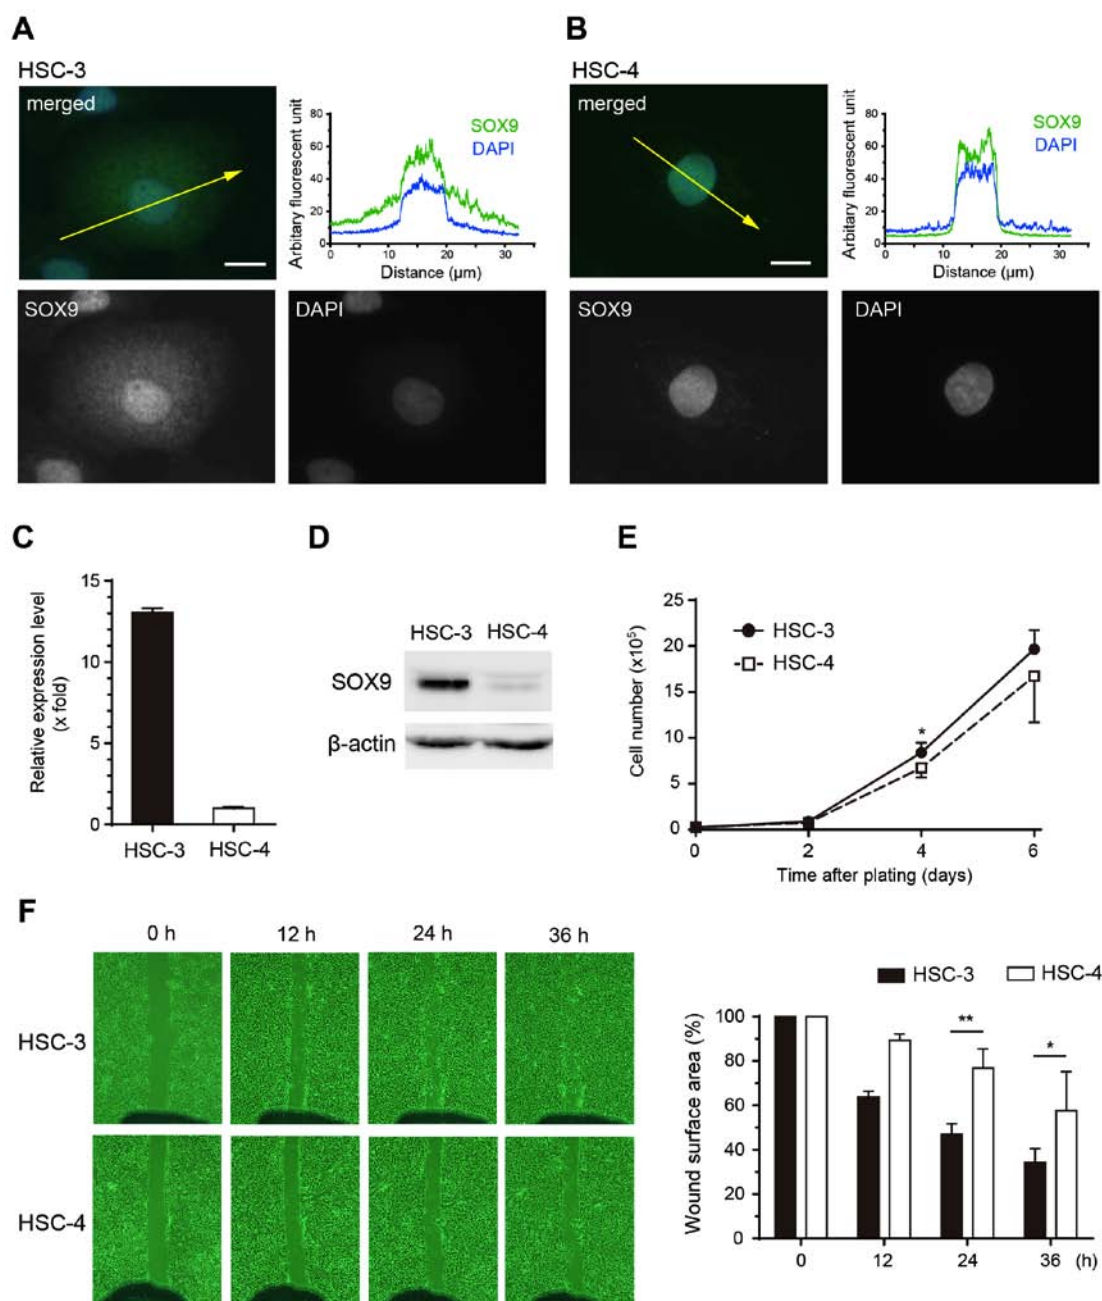 A
HSC-3
merged
SOX9
DAPI
Arbitary fluorescent unit
80
60
40
20
0
0 10 20 30
Distance (µm)
SOX9
DAPI
B
HSC-4
merged
SOX9
DAPI
Arbitary fluorescent unit
80
60
40
20
0
0 10 20 30
Distance (µm)
SOX9
DAPI
C
Relative expression level
(x fold)
15
10
5
0
HSC-3 HSC-4
D
HSC-3 HSC-4
SOX9
β-actin
E
Cell number (x10⁵)
25
20
15
10
5
0
HSC-3
HSC-4
*
0 2 4 6
Time after plating (days)
F
0 h 12 h 24 h 36 h
HSC-3
HSC-4
HSC-3 HSC-4
Wound surface area (%)
100
80
60
40
20
0
** *
0 12 24 36 (h)